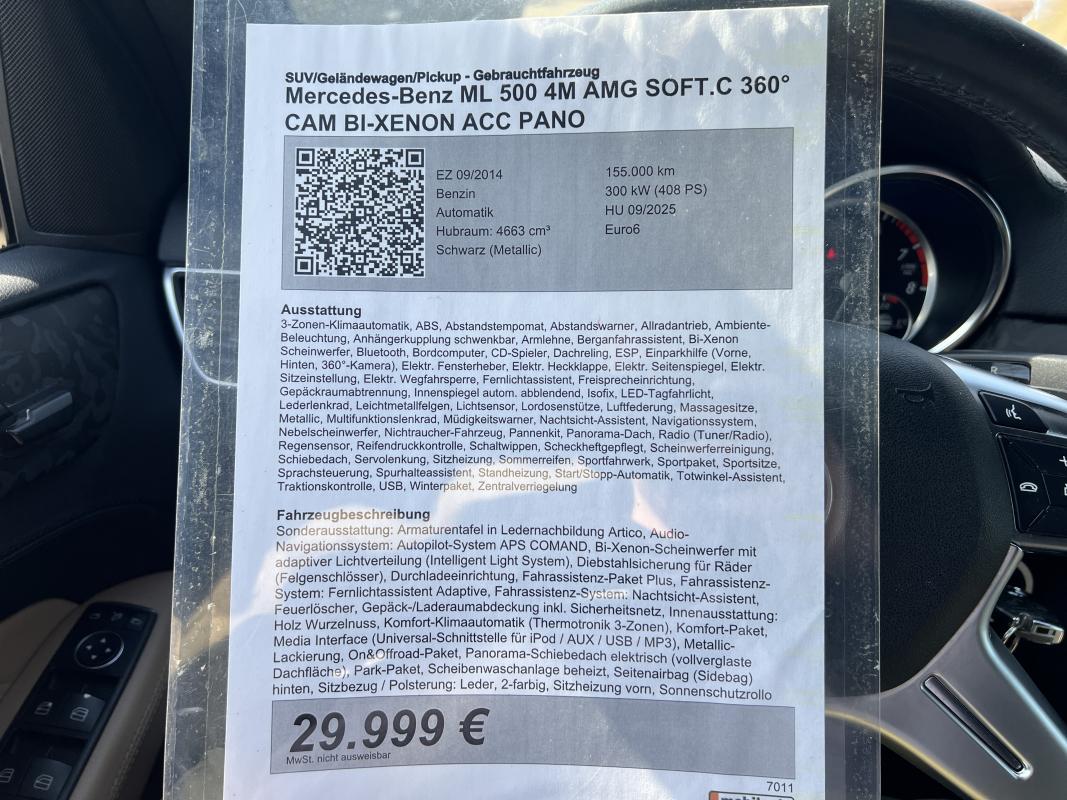 SUV/Geländewagen/Pickup - Gebrauchtfahrzeug
Mercedes-Benz ML 500 4M AMG SOFT.C 360°
CAM BI-XENON ACC PANO
EZ 09/2014
Benzin
Automatik
Hubraum: 4663 cm³
Schwarz (Metallic)
155.000 km
300 kW (408 PS)
HU 09/2025
Euro6
Ausstattung
3-Zonen-Klimaautomatik, ABS, Abstandstempomat, Abstandswarner, Allradantrieb, Ambiente-
Beleuchtung, Anhängerkupplung schwenkbar, Armlehne, Berganfahrassistent, Bi-Xenon
Scheinwerfer, Bluetooth, Bordcomputer, CD-Spieler, Dachreling, ESP, Einparkhilfe (Vorne,
Hinten, 360°-Kamera), Elektr. Fensterheber, Elektr. Heckklappe, Elektr. Seitenspiegel, Elektr.
Sitzeinstellung, Elektr. Wegfahrsperre, Fernlichtassistent, Freisprecheinrichtung,
Gepäckraumabtrennung, Innenspiegel autom. abblendend, Isofix, LED-Tagfahrlicht,
Lederlenkrad, Leichtmetallfelgen, Lichtsensor, Lordosenstütze, Luftfederung, Massagesitze,
Metallic, Multifunktionslenkrad, Müdigkeitswarner, Nachtsicht-Assistent, Navigationssystem,
Nebelscheinwerfer, Nichtraucher-Fahrzeug, Pannenkit, Panorama-Dach, Radio (Tuner/Radio),
Regensensor, Reifendruckkontrolle, Schaltwippen, Scheckheftgepflegt, Scheinwerferreinigung,
Schiebedach, Servolenkung, Sitzheizung, Sommerreifen, Sportfahrwerk, Sportpaket, Sportsitze,
Sprachsteuerung, Spurhalteassistent, Standheizung, Start/Stopp-Automatik, Totwinkel-Assistent,
Traktionskontrolle, USB, Winterpaket, Zentralverriegelung
Fahrzeugbeschreibung
Sonderausstattung: Armaturentafel in Ledernachbildung Artico, Audio-
Navigationssystem: Autopilot-System APS COMAND, Bi-Xenon-Scheinwerfer mit
adaptiver Lichtverteilung (Intelligent Light System), Diebstahlsicherung für Räder
(Felgenschlösser), Durchladeeinrichtung, Fahrassistenz-Paket Plus, Fahrassistenz-
System: Fernlichtassistent Adaptive, Fahrassistenz-System: Nachtsicht-Assistent,
Feuerlöscher, Gepäck-/Laderaumabdeckung inkl. Sicherheitsnetz, Innenausstattung:
Holz Wurzelnuss, Komfort-Klimaautomatik (Thermotronik 3-Zonen), Komfort-Paket,
Media Interface (Universal-Schnittstelle für iPod / AUX / USB / MP3), Metallic-
Lackierung, On&Offroad-Paket, Panorama-Schiebedach elektrisch (vollverglaste
Dachfläche), Park-Paket, Scheibenwaschanlage beheizt, Seitenairbag (Sidebag)
hinten, Sitzbezug / Polsterung: Leder, 2-farbig, Sitzheizung vorn, Sonnenschutzrollo
29.999 €
MwSt. nicht ausweisbar
7011
7
8
R